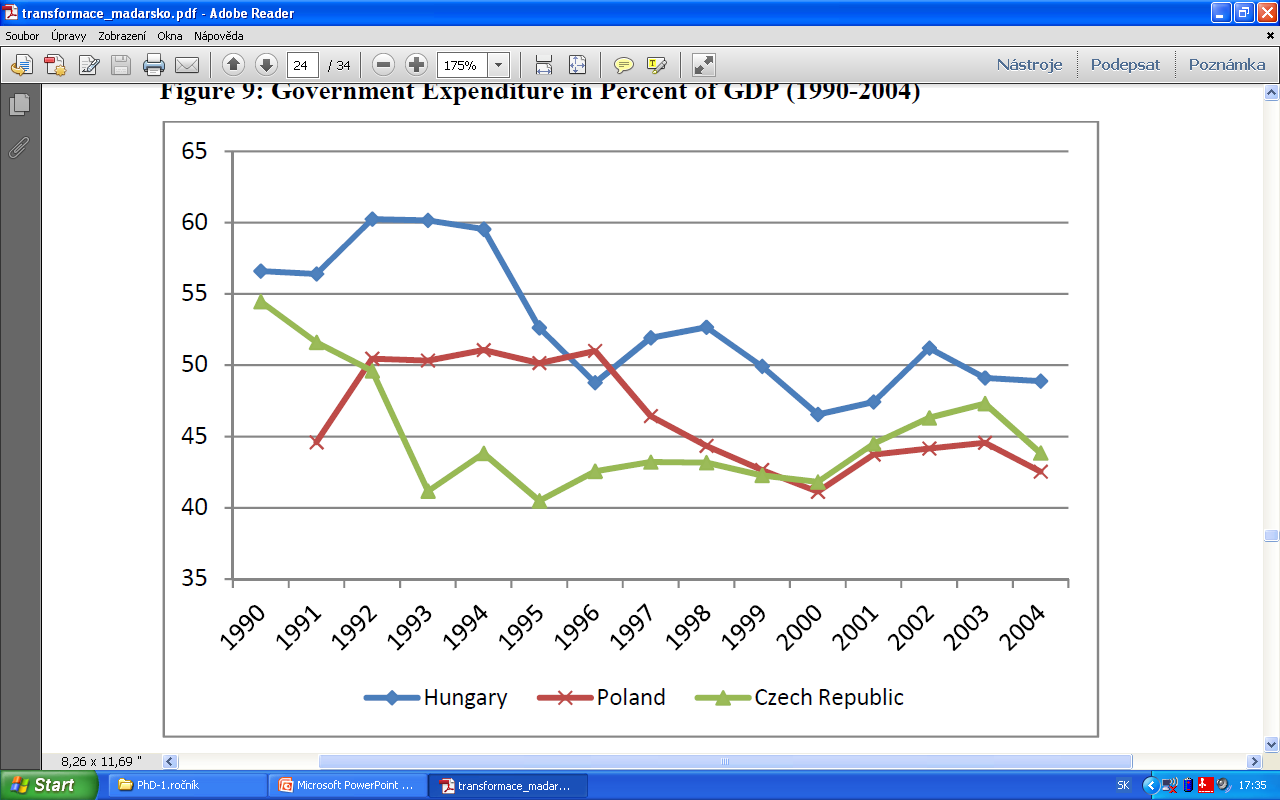 transformace_madarsko.pdf - Adobe Reader
Soubor Úpravy Zobrazení Okna Nápověda
24 / 34 175% Nástroje Podepsat Poznámka
Figure 9: Government Expenditure in Percent of GDP (1990-2004)
65
60
55
50
45
40
35
1990 1991 1992 1993 1994 1995 1996 1997 1998 1999 2000 2001 2002 2003 2004
Hungary Poland Czech Republic
8,26 x 11,69 "
Start PhD-1.ročník Microsoft PowerPoint ... transformace_madar... SK 17:35